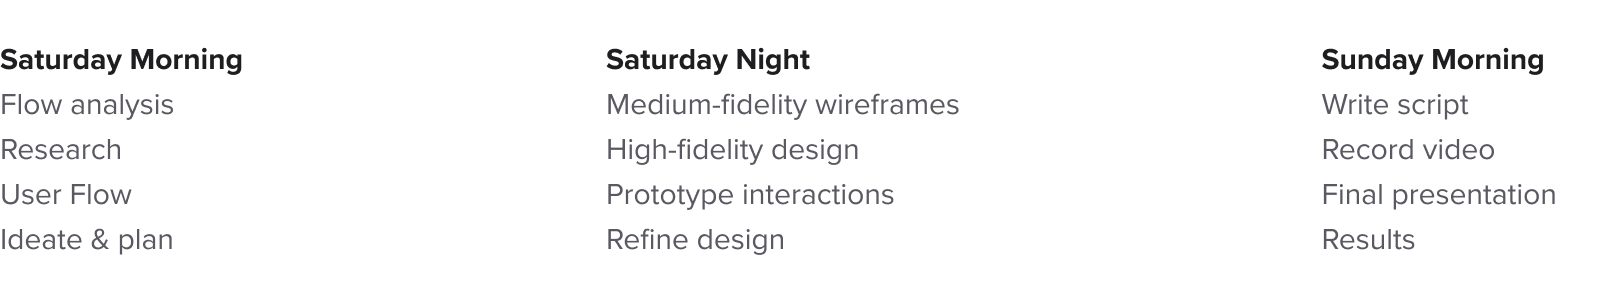 Saturday Morning
Flow analysis
Research
User Flow
Ideate & plan
Saturday Night
Medium-fidelity wireframes
High-fidelity design
Prototype interactions
Refine design
Sunday Morning
Write script
Record video
Final presentation
Results